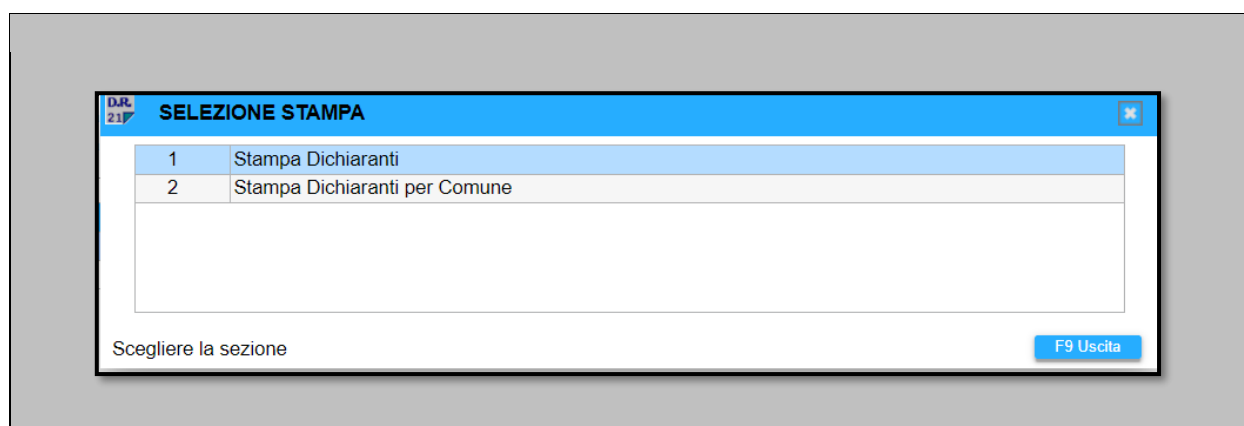 D.R.
21
SELEZIONE STAMPA
1 Stampa Dichiaranti
2 Stampa Dichiaranti per Comune
Scegliere la sezione
F9 Uscita